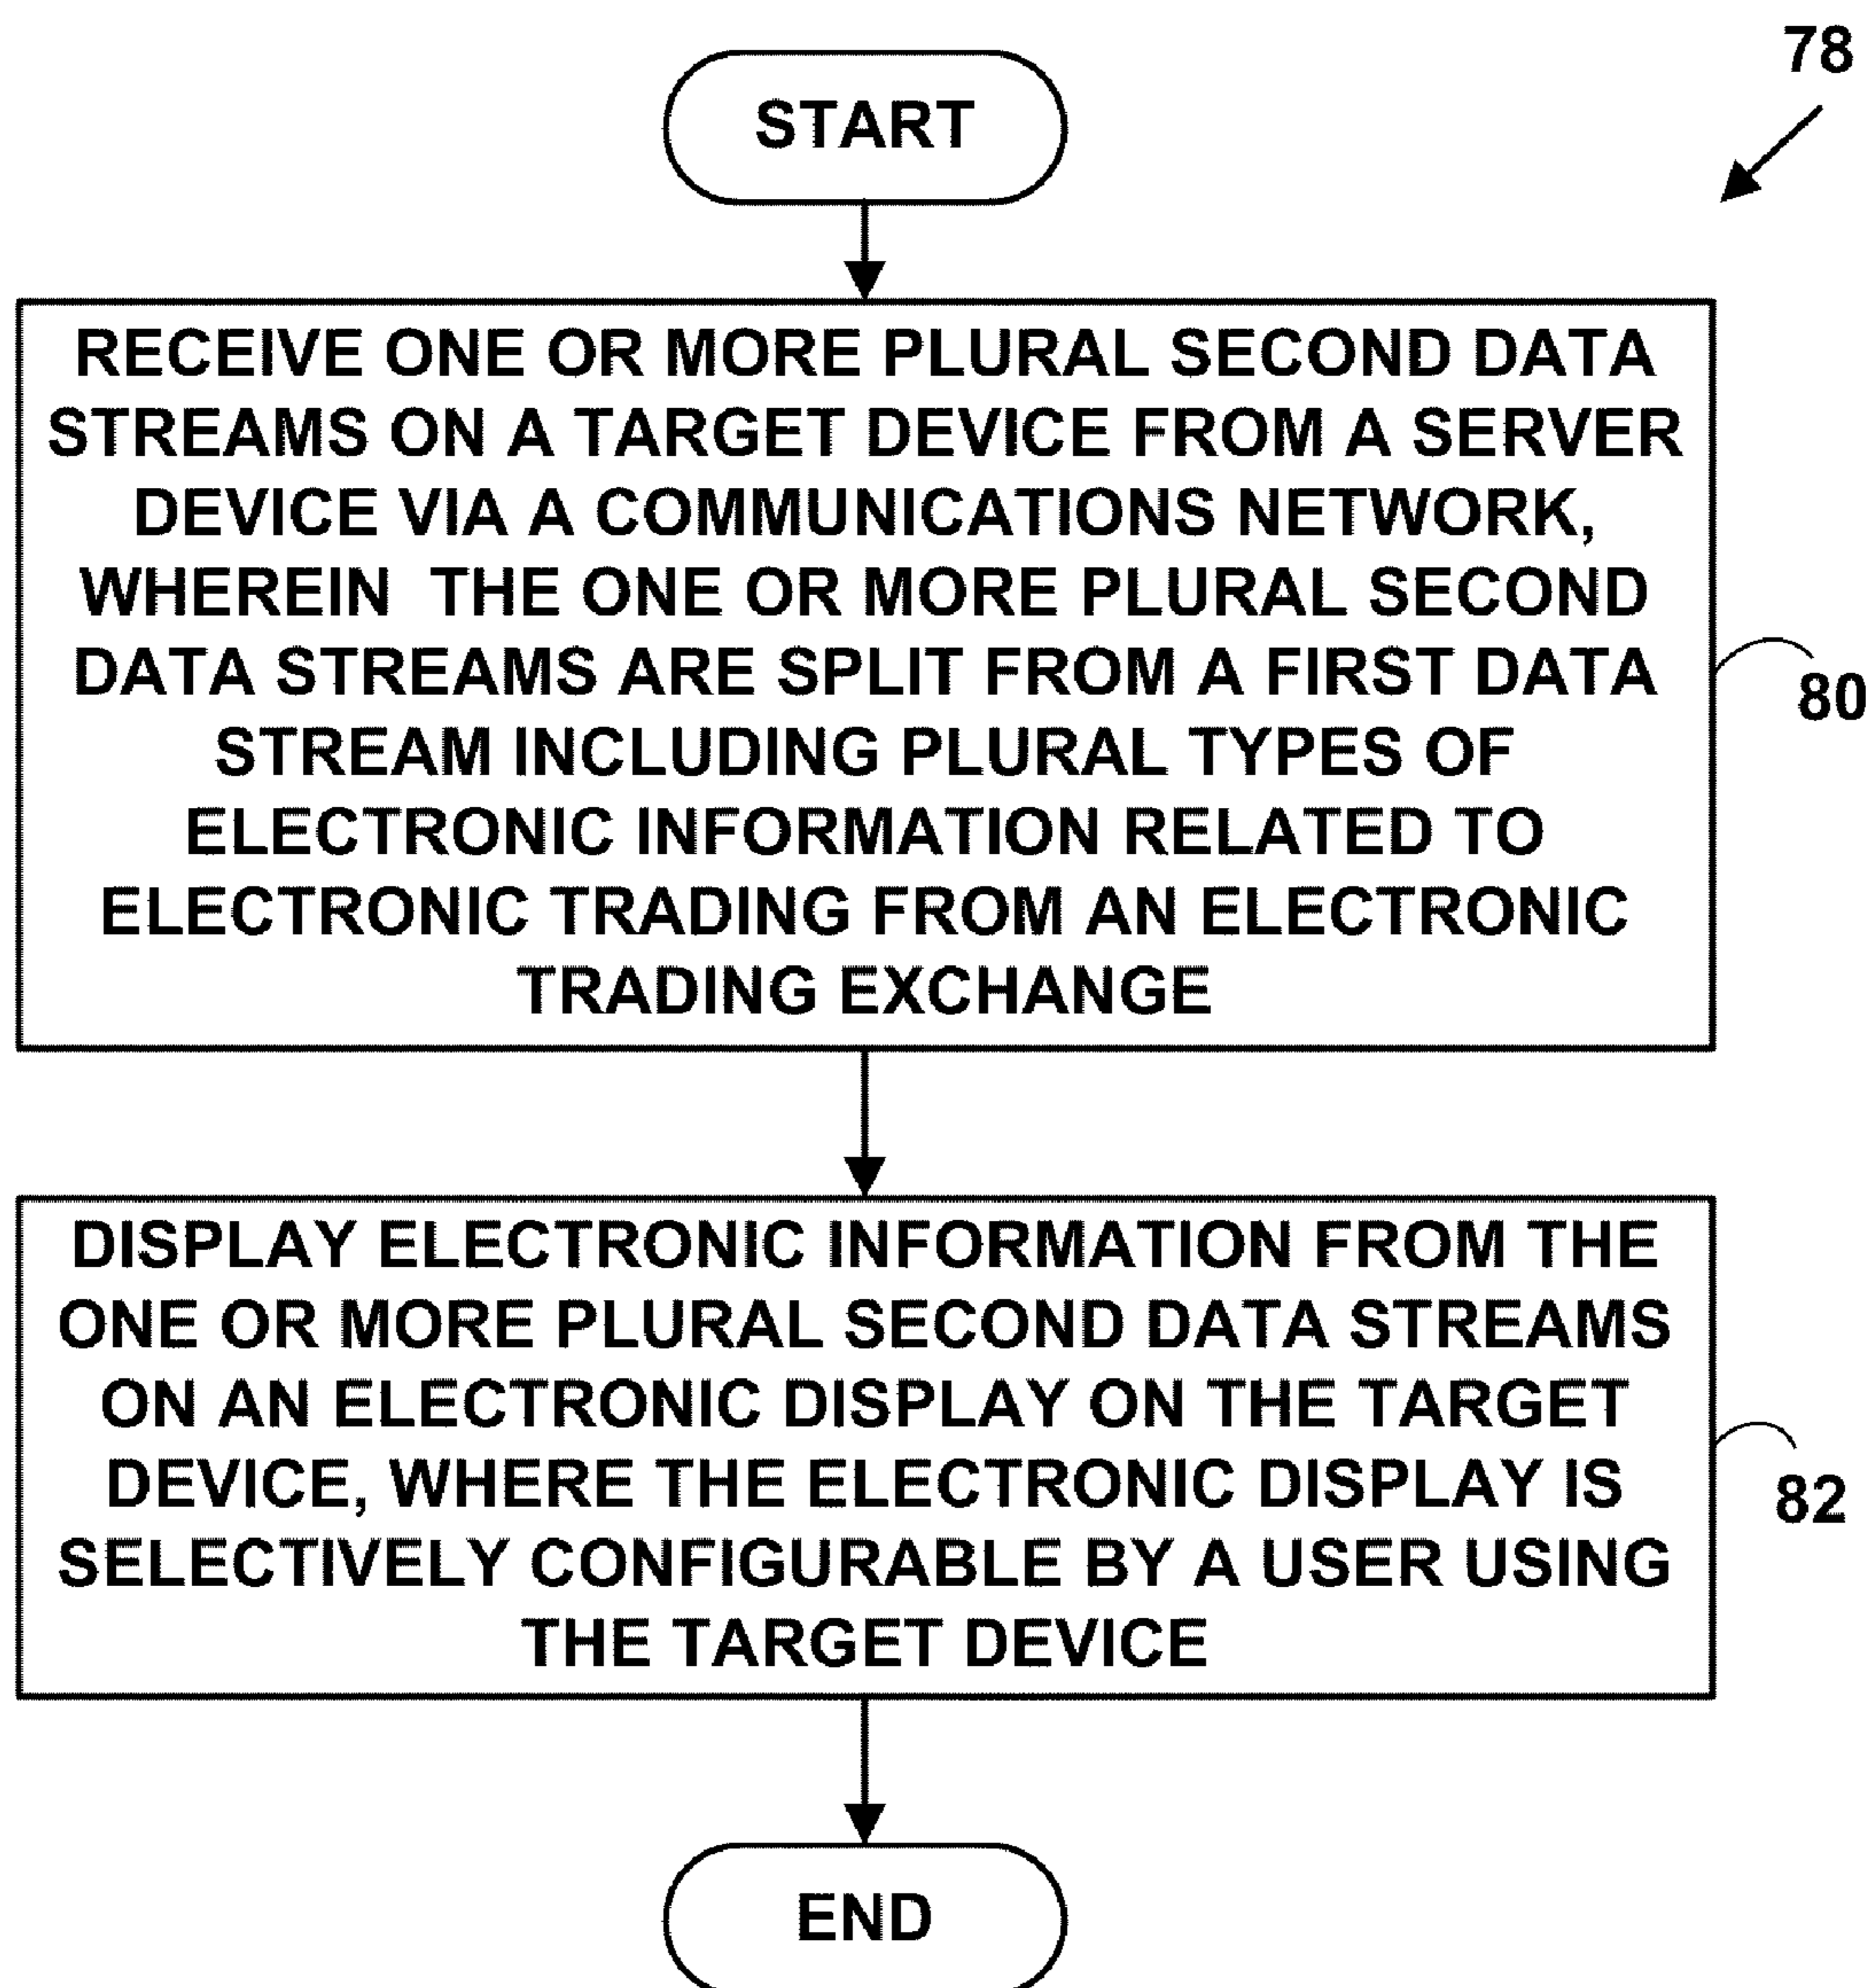 78
START
RECEIVE ONE OR MORE PLURAL SECOND DATA
STREAMS ON A TARGET DEVICE FROM A SERVER
DEVICE VIA A COMMUNICATIONS NETWORK,
WHEREIN THE ONE OR MORE PLURAL SECOND
DATA STREAMS ARE SPLIT FROM A FIRST DATA
STREAM INCLUDING PLURAL TYPES OF
ELECTRONIC INFORMATION RELATED TO
ELECTRONIC TRADING FROM AN ELECTRONIC
TRADING EXCHANGE
80
DISPLAY ELECTRONIC INFORMATION FROM THE
ONE OR MORE PLURAL SECOND DATA STREAMS
ON AN ELECTRONIC DISPLAY ON THE TARGET
DEVICE, WHERE THE ELECTRONIC DISPLAY IS
SELECTIVELY CONFIGURABLE BY A USER USING
THE TARGET DEVICE
82
END